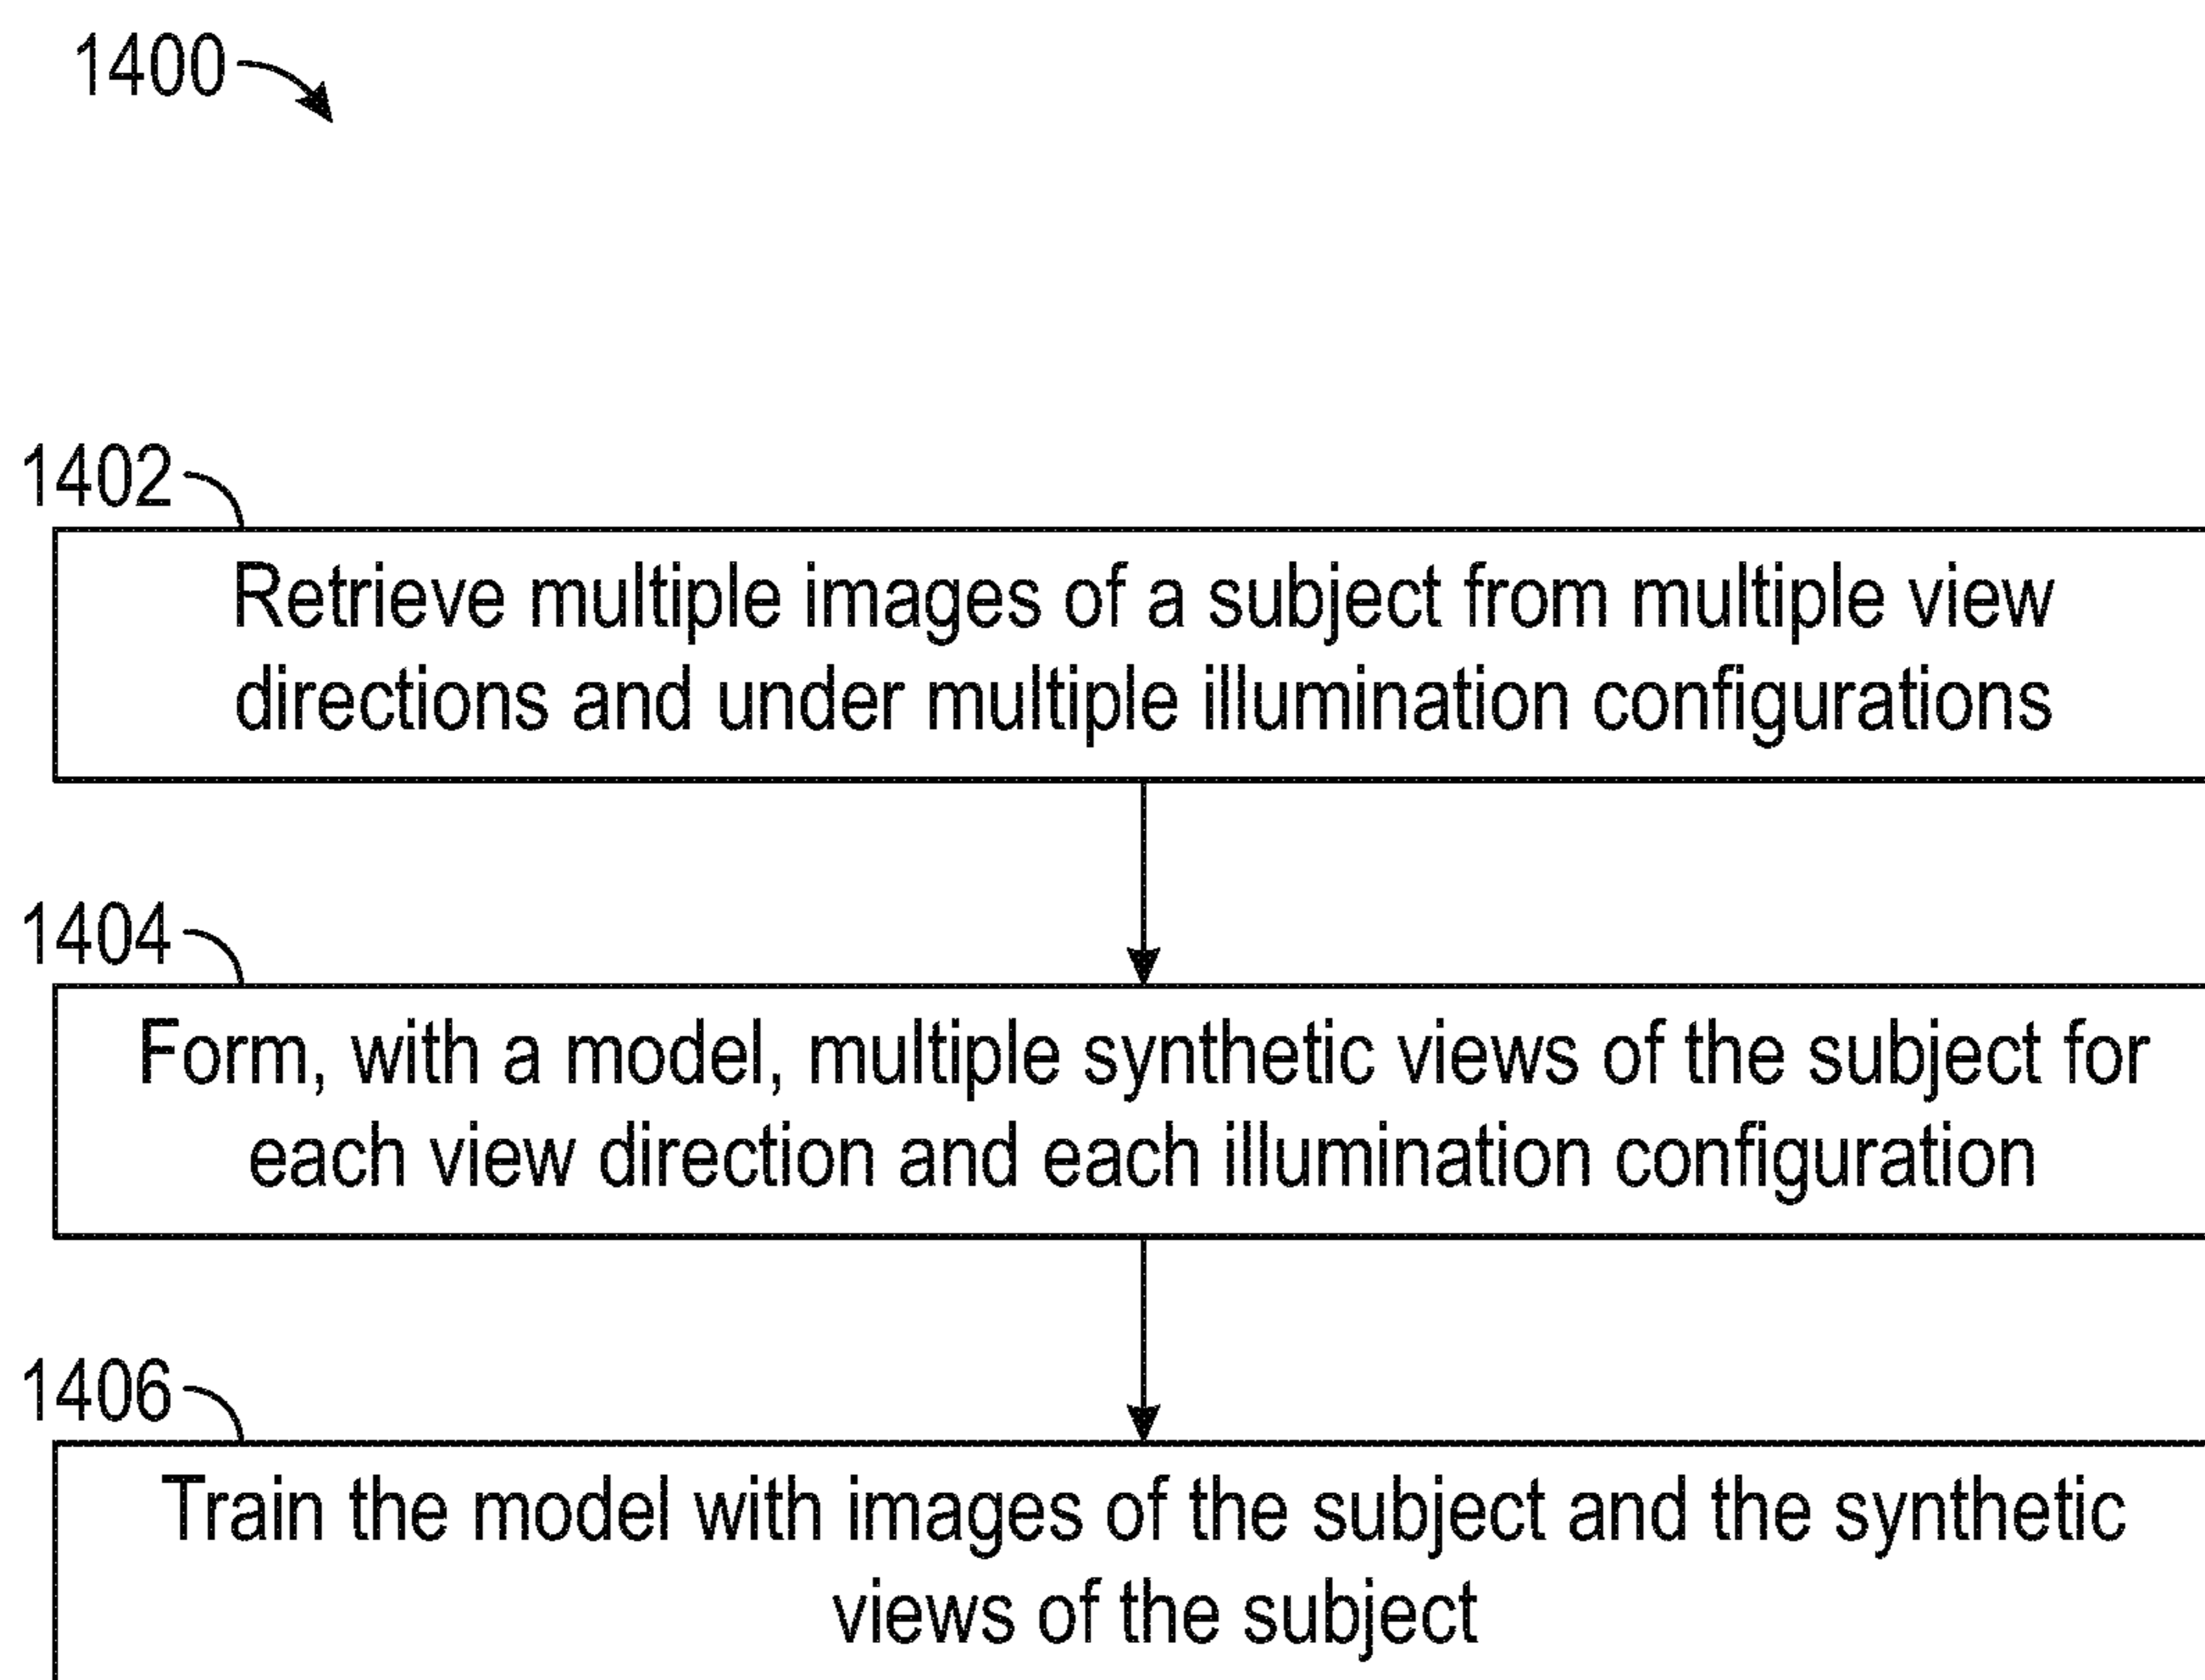 1400
1402
Retrieve multiple images of a subject from multiple view
directions and under multiple illumination configurations
1404
Form, with a model, multiple synthetic views of the subject for
each view direction and each illumination configuration
1406
Train the model with images of the subject and the synthetic
views of the subject